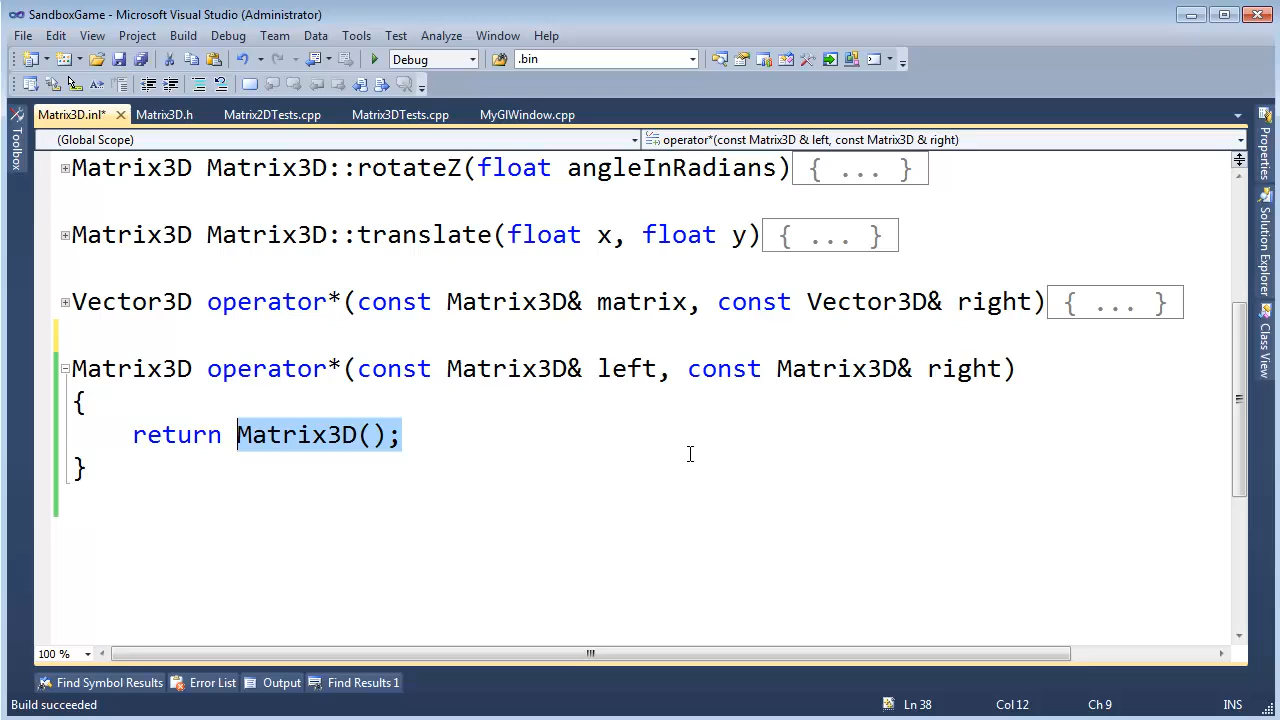 SandboxGame - Microsoft Visual Studio (Administrator)
File Edit View Project Build Debug Team Data Tools Test Analyze Window Help
Debug .bin
Matrix3D.inl* Matrix3D.h Matrix2DTests.cpp Matrix3DTests.cpp MyGlWindow.cpp
(Global Scope) operator*(const Matrix3D & left, const Matrix3D & right)
Toolbox
Properties
Solution Explorer
Class View
Matrix3D Matrix3D::rotateZ(float angleInRadians){ ... }
Matrix3D Matrix3D::translate(float x, float y){ ... }
Vector3D operator*(const Matrix3D& matrix, const Vector3D& right){ ... }
Matrix3D operator*(const Matrix3D& left, const Matrix3D& right)
{
return Matrix3D();
}
100 %
Find Symbol Results Error List Output Find Results 1
Build succeeded Ln 38 Col 12 Ch 9 INS